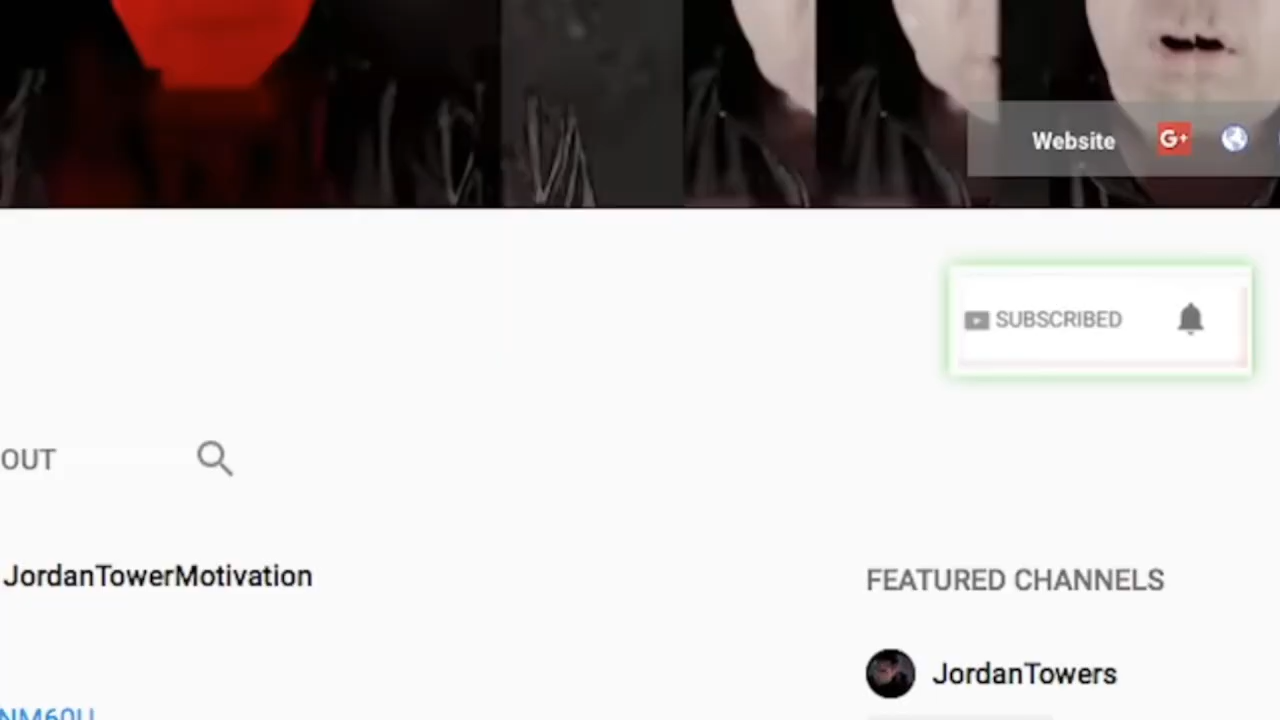 Website G+
SUBSCRIBED
OUT
JordanTowerMotivation
FEATURED CHANNELS
JordanTowers